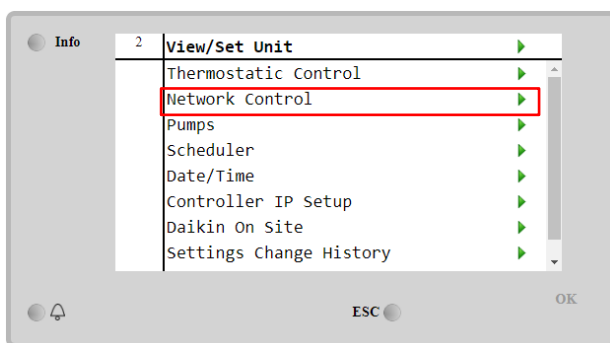 Info
2 View/Set Unit
Thermostatic Control
Network Control
Pumps
Scheduler
Date/Time
Controller IP Setup
Daikin On Site
Settings Change History
ESC
OK